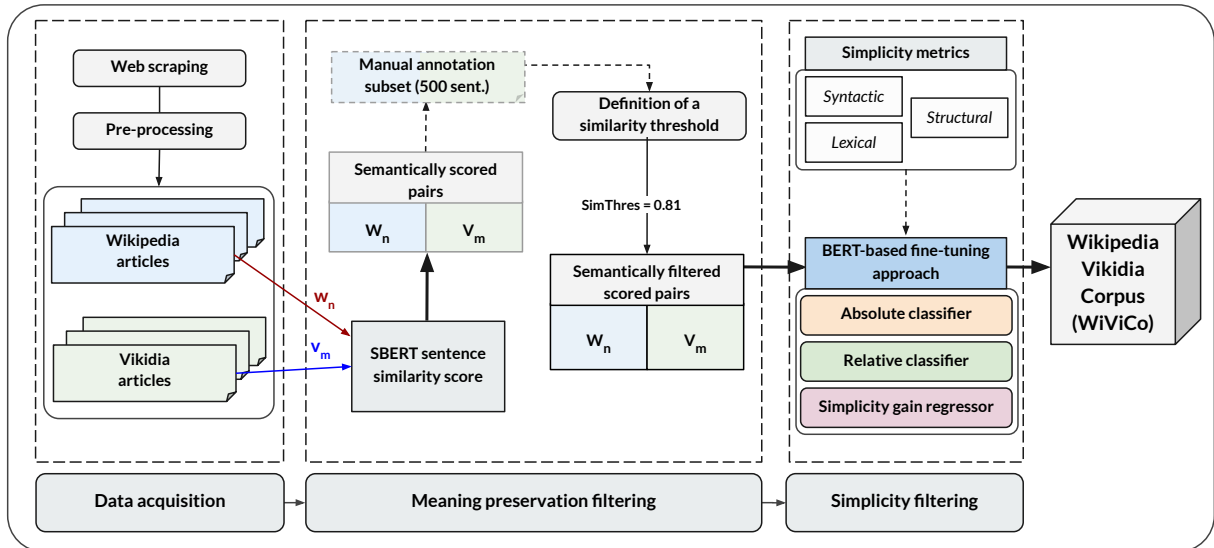 Web scraping
Pre-processing
Wikipedia
articles
Vikidia
articles
w_n
v_m
Manual annotation
subset (500 sent.)
Semantically scored
pairs
W_n
V_m
SBERT sentence
similarity score
Definition of a
similarity threshold
SimThres = 0.81
Semantically filtered
scored pairs
W_n
V_m
Simplicity metrics
Syntactic
Lexical
Structural
BERT-based fine-tuning
approach
Absolute classifier
Relative classifier
Simplicity gain regressor
Wikipedia
Vikidia
Corpus
(WiViCo)
Data acquisition
Meaning preservation filtering
Simplicity filtering